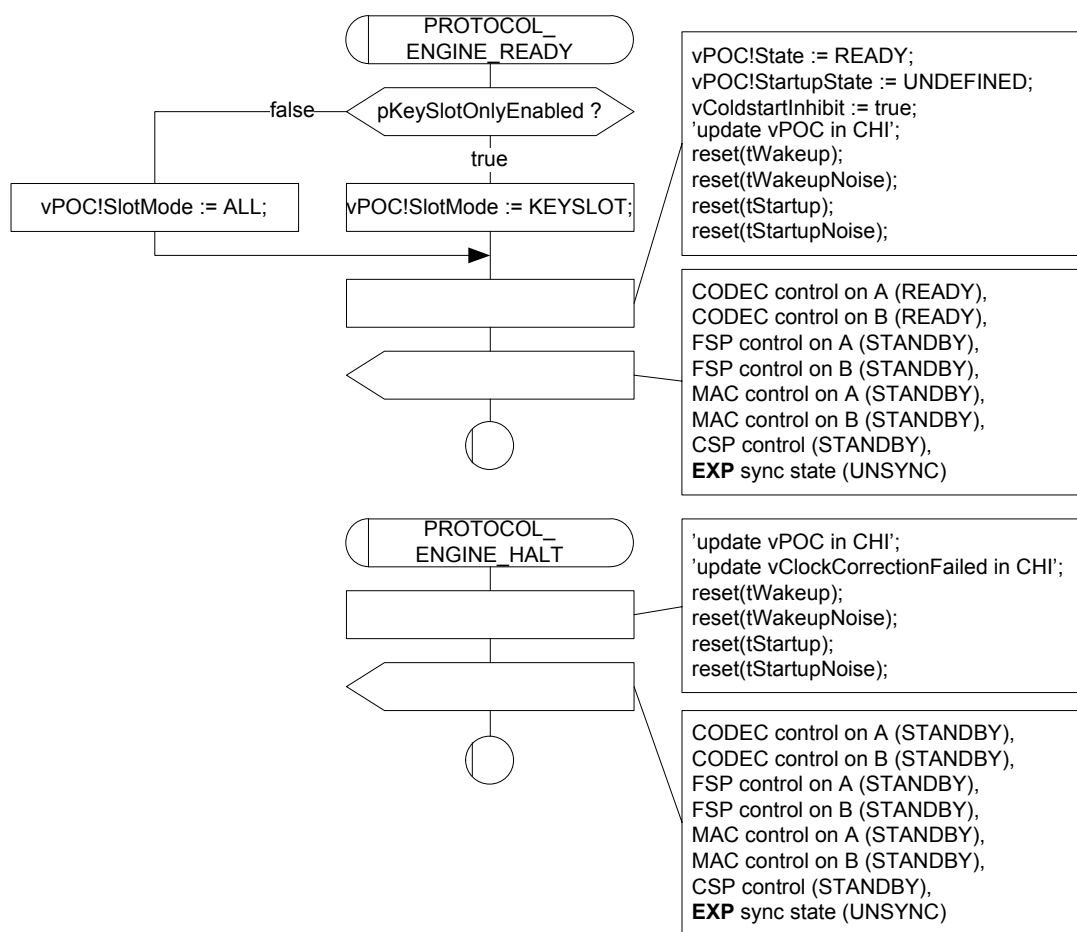 PROTOCOL_
ENGINE_READY
pKeySlotOnlyEnabled ?
false
true
vPOC!SlotMode := ALL;
vPOC!SlotMode := KEYSLOT;
vPOC!State := READY;
vPOC!StartupState := UNDEFINED;
vColdstartInhibit := true;
’update vPOC in CHI’;
reset(tWakeup);
reset(tWakeupNoise);
reset(tStartup);
reset(tStartupNoise);
CODEC control on A (READY),
CODEC control on B (READY),
FSP control on A (STANDBY),
FSP control on B (STANDBY),
MAC control on A (STANDBY),
MAC control on B (STANDBY),
CSP control (STANDBY),
EXP sync state (UNSYNC)
PROTOCOL_
ENGINE_HALT
’update vPOC in CHI’;
’update vClockCorrectionFailed in CHI’;
reset(tWakeup);
reset(tWakeupNoise);
reset(tStartup);
reset(tStartupNoise);
CODEC control on A (STANDBY),
CODEC control on B (STANDBY),
FSP control on A (STANDBY),
FSP control on B (STANDBY),
MAC control on A (STANDBY),
MAC control on B (STANDBY),
CSP control (STANDBY),
EXP sync state (UNSYNC)